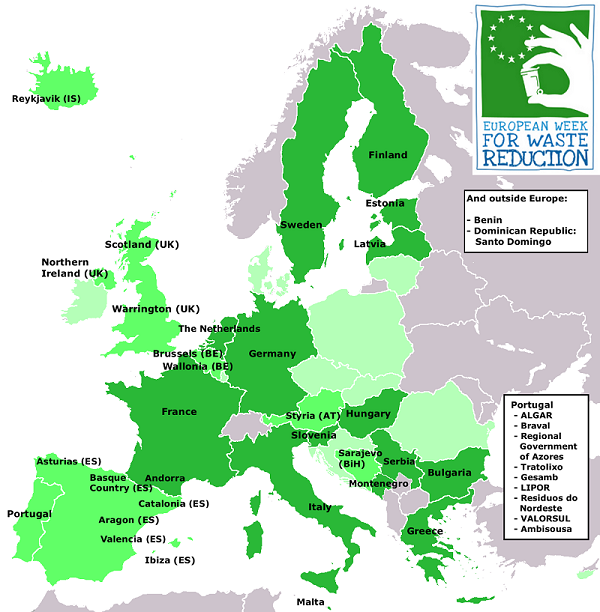 EUROPEAN WEEK
FOR WASTE
REDUCTION
Reykjavik (IS)
Finland
And outside Europe:
- Benin
- Dominican Republic:
Santo Domingo
Estonia
Sweden
Latvia
Scotland (UK)
Northern
Ireland (UK)
Warrington (UK)
The Netherlands
Brussels (BE)
Wallonia (BE)
Germany
France
Styria (AT)
Hungary
Slovenia
Portugal
- ALGAR
- Braval
- Regional
Government
of Azores
- Tratolixo
- Gesamb
- LIPOR
- Residuos do
Nordeste
- VALORSUL
- Ambisousa
Sarajevo
(BiH)
Serbia
Bulgaria
Asturias (ES)
Basque
Country (ES)
Andorra
Montenegro
Catalonia (ES)
Portugal
Aragon (ES)
Italy
Greece
Valencia (ES)
Ibiza (ES)
Malta